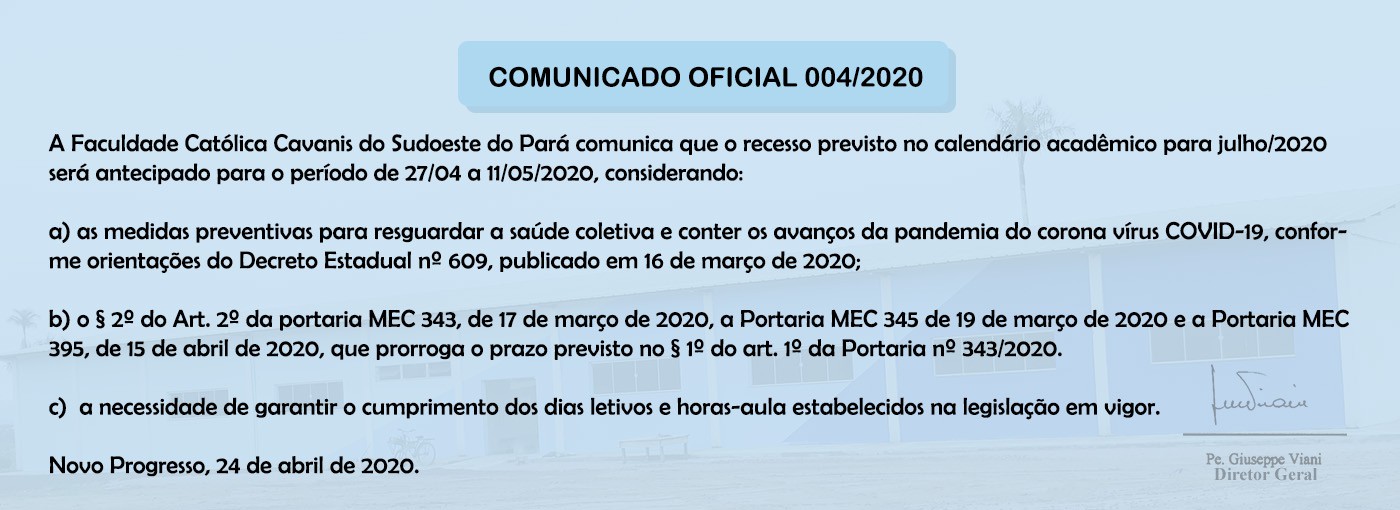 COMUNICADO OFICIAL 004/2020
A Faculdade Católica Cavanis do Sudoeste do Pará comunica que o recesso previsto no calendário acadêmico para julho/2020
será antecipado para o período de 27/04 a 11/05/2020, considerando:
a) as medidas preventivas para resguardar a saúde coletiva e conter os avanços da pandemia do corona vírus COVID-19, confor-
me orientações do Decreto Estadual nº 609, publicado em 16 de março de 2020;
b) o § 2º do Art. 2º da portaria MEC 343, de 17 de março de 2020, a Portaria MEC 345 de 19 de março de 2020 e a Portaria MEC
395, de 15 de abril de 2020, que prorroga o prazo previsto no § 1º do art. 1º da Portaria nº 343/2020.
c) a necessidade de garantir o cumprimento dos dias letivos e horas-aula estabelecidos na legislação em vigor.
Novo Progresso, 24 de abril de 2020.
Pe. Giuseppe Viani
Diretor Geral